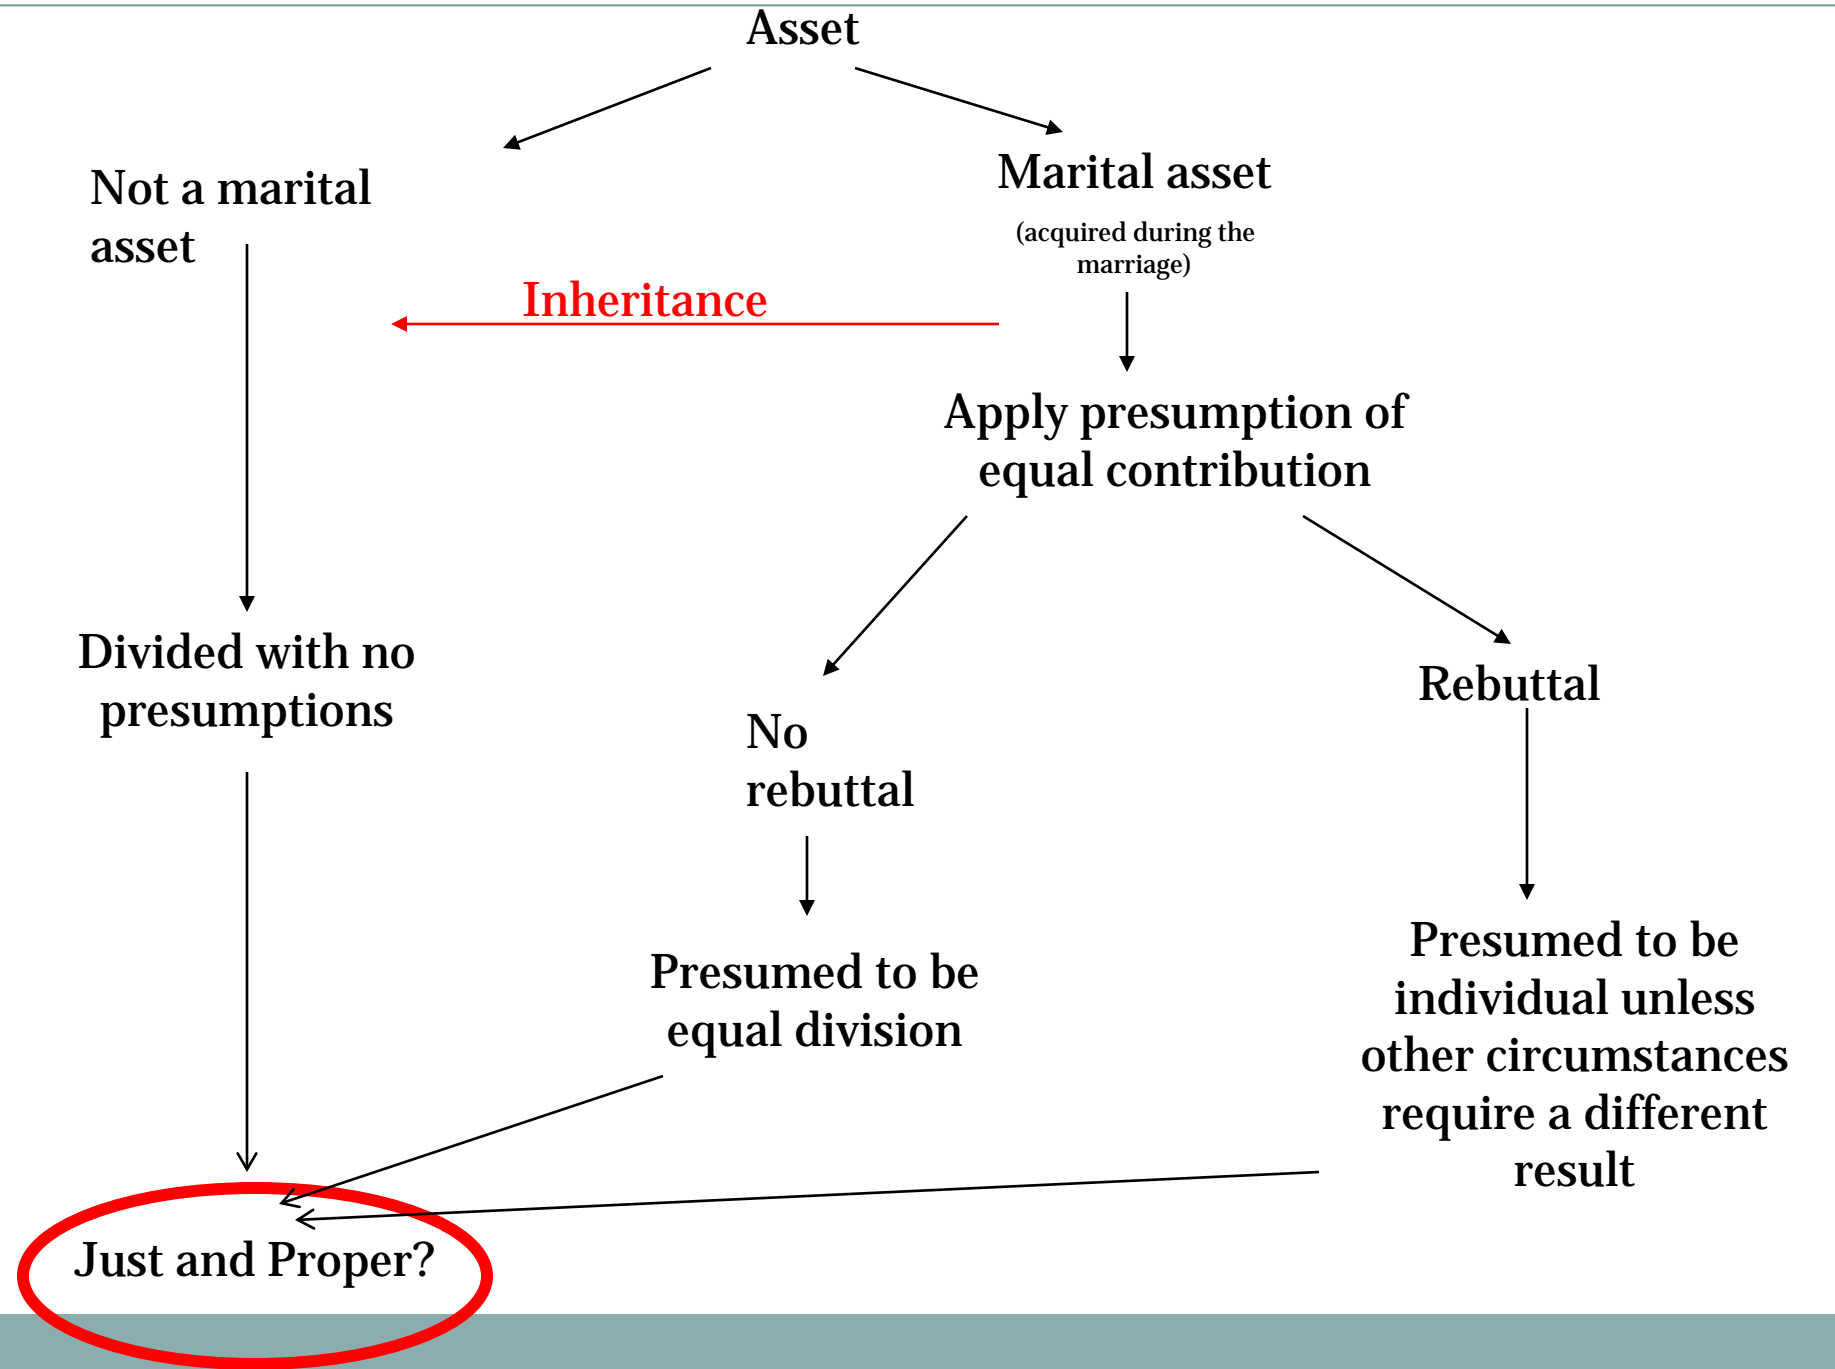 Asset
Not a marital
asset
Marital asset
(acquired during the
marriage)
Inheritance
Apply presumption of
equal contribution
Divided with no
presumptions
No
rebuttal
Rebuttal
Presumed to be
equal division
Presumed to be
individual unless
other circumstances
require a different
result
Just and Proper?